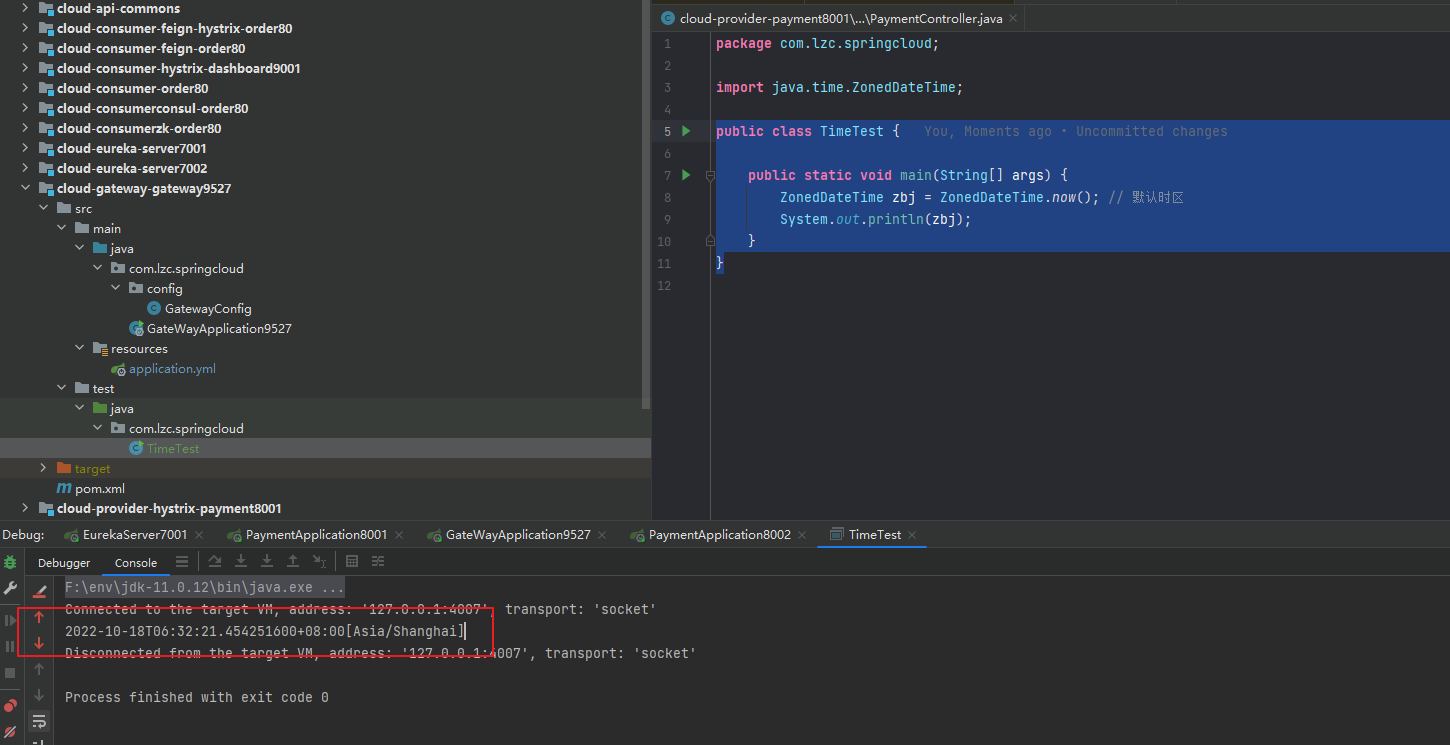 cloud-api-commons
cloud-consumer-feign-hystrix-order80
cloud-consumer-feign-order80
cloud-consumer-hystrix-dashboard9001
cloud-consumer-order80
cloud-consumerconsul-order80
cloud-consumerzk-order80
cloud-eureka-server7001
cloud-eureka-server7002
cloud-gateway-gateway9527
src
main
java
com.lzc.springcloud
config
GatewayConfig
GateWayApplication9527
resources
application.yml
test
java
com.lzc.springcloud
TimeTest
target
pom.xml
cloud-provider-hystrix-payment8001
cloud-provider-payment8001\...\PaymentController.java
1 package com.lzc.springcloud;
2
3 import java.time.ZonedDateTime;
4
5 public class TimeTest { You, Moments ago • Uncommitted changes
6
7 public static void main(String[] args) {
8 ZonedDateTime zbj = ZonedDateTime.now(); // 默认时区
9 System.out.println(zbj);
10 }
11 }
12
Debug: EurekaServer7001 PaymentApplication8001 GateWayApplication9527 PaymentApplication8002 TimeTest
Debugger Console
F:\env\jdk-11.0.12\bin\java.exe ...
Connected to the target VM, address: '127.0.0.1:4007', transport: 'socket'
2022-10-18T06:32:21.454251600+08:00[Asia/Shanghai]
Disconnected from the target VM, address: '127.0.0.1:4007', transport: 'socket'
Process finished with exit code 0